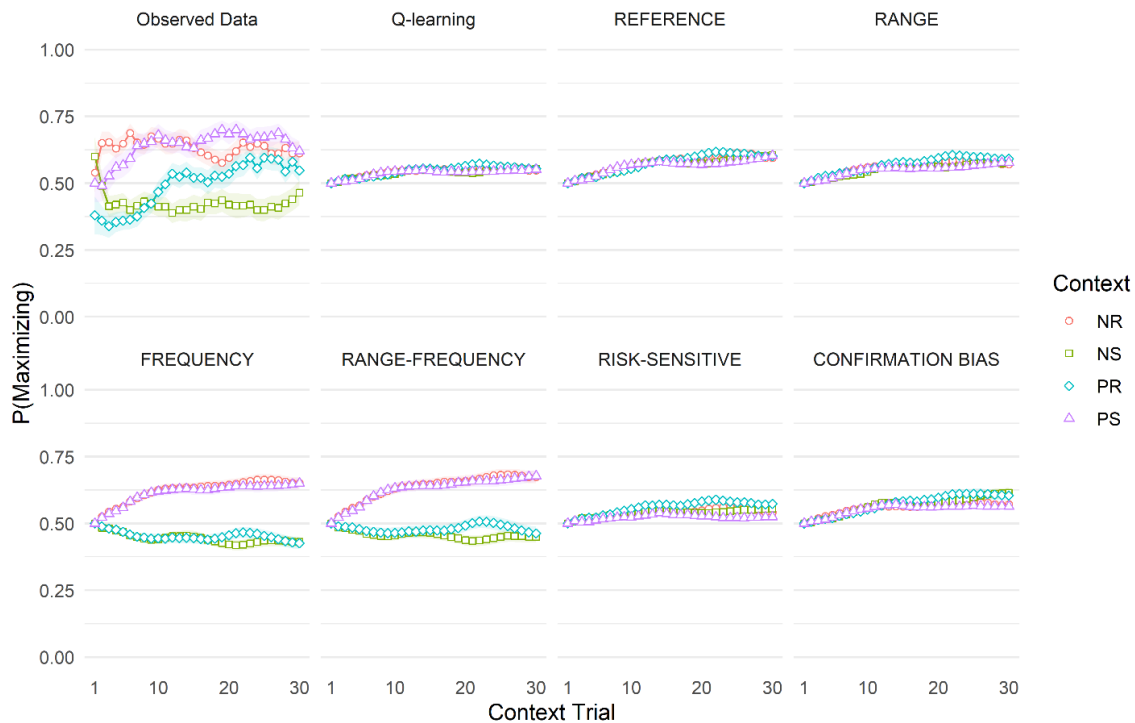 Observed Data Q-learning REFERENCE RANGE
1.00
0.75
0.50
0.25
0.00
FREQUENCY RANGE-FREQUENCY RISK-SENSITIVE CONFIRMATION BIAS
1.00
0.75
0.50
0.25
0.00
P(Maximizing)
1 10 20 30 1 10 20 30 1 10 20 30 1 10 20 30
Context Trial
Context
NR
NS
PR
PS